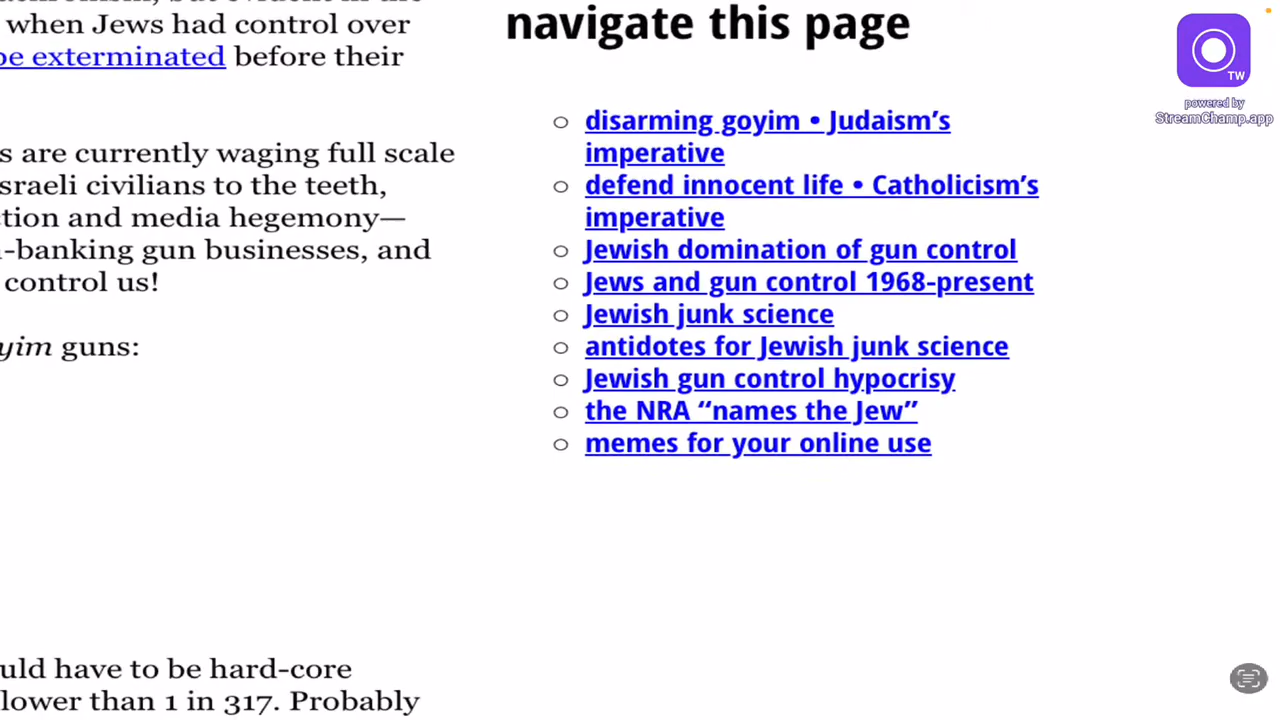 when Jews had control over
be exterminated before their
s are currently waging full scale
sraeli civilians to the teeth,
ction and media hegemony—
-banking gun businesses, and
control us!
yim guns:
uld have to be hard-core
lower than 1 in 317. Probably
navigate this page
disarming goyim • Judaism's
imperative
defend innocent life • Catholicism's
imperative
Jewish domination of gun control
Jews and gun control 1968-present
Jewish junk science
antidotes for Jewish junk science
Jewish gun control hypocrisy
the NRA “names the Jew”
memes for your online use
TW
powered by
StreamChamp.app